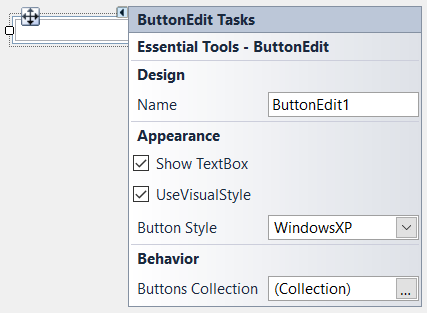 ButtonEdit Tasks
Essential Tools - ButtonEdit
Design
Name ButtonEdit1
Appearance
Show TextBox
UseVisualStyle
Button Style WindowsXP
Behavior
Buttons Collection (Collection) ...